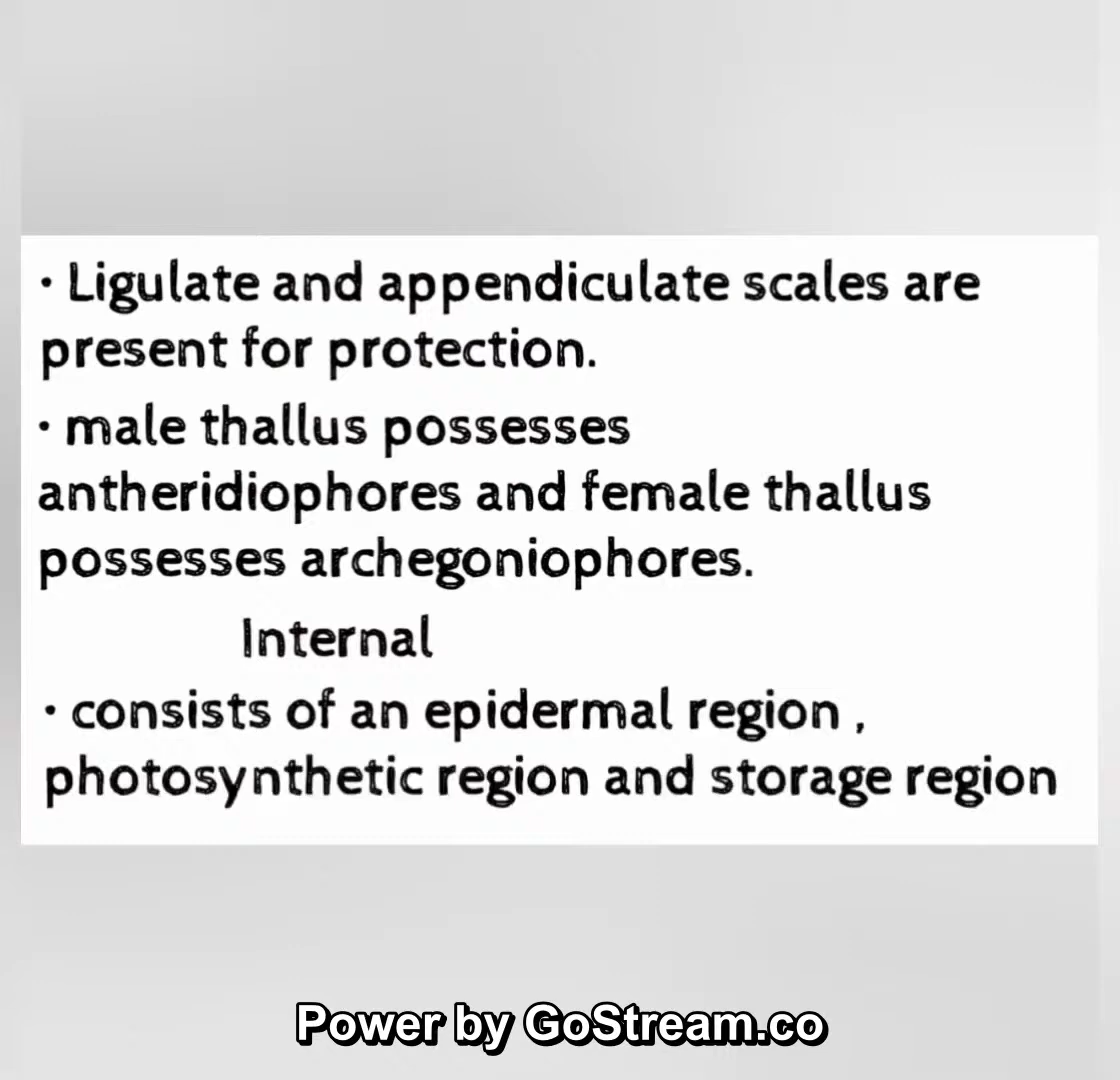 • Ligulate and appendiculate scales are
present for protection.
• male thallus possesses
antheridiophores and female thallus
possesses archegoniophores.
Internal
• consists of an epidermal region ,
photosynthetic region and storage region
Power by GoStream.co